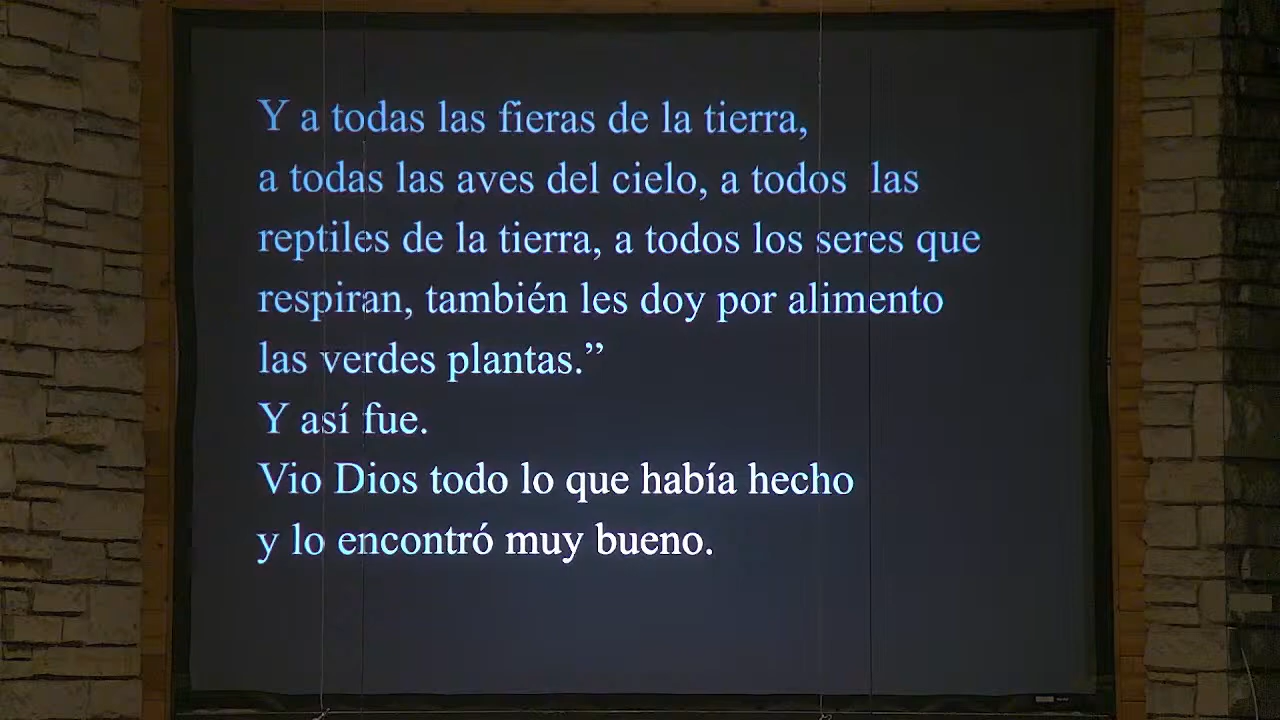 Y a todas las fieras de la tierra,
a todas las aves del cielo, a todos las
reptiles de la tierra, a todos los seres que
respiran, también les doy por alimento
las verdes plantas.”
Y así fue.
Vio Dios todo lo que había hecho
y lo encontró muy bueno.